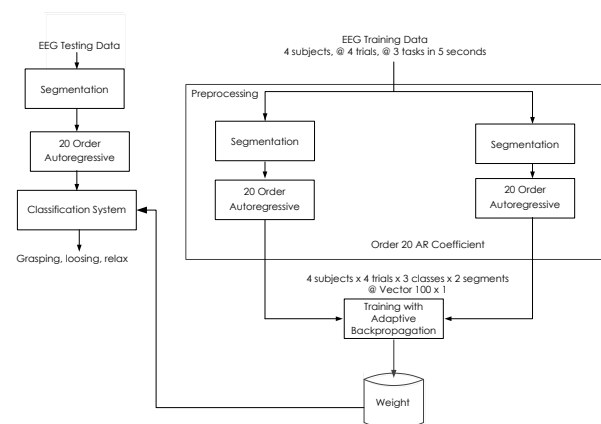 EEG Testing Data
Segmentation
20 Order
Autoregressive
Classification System
Grasping, loosing, relax
EEG Training Data
4 subjects, @ 4 trials, @ 3 tasks in 5 seconds
Preprocessing
Segmentation
20 Order
Autoregressive
Segmentation
20 Order
Autoregressive
Order 20 AR Coefficient
4 subjects x 4 trials x 3 classes x 2 segments
@ Vector 100 x 1
Training with
Adaptive
Backpropagation
Weight